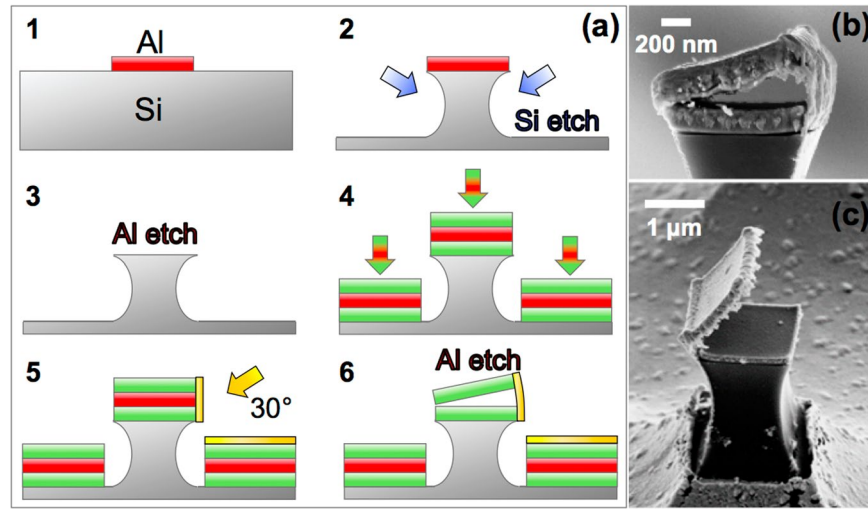 (a)
1
Al
Si
2
Si etch
3
Al etch
4
5
30°
6
Al etch
(b)
200 nm
(c)
1 µm